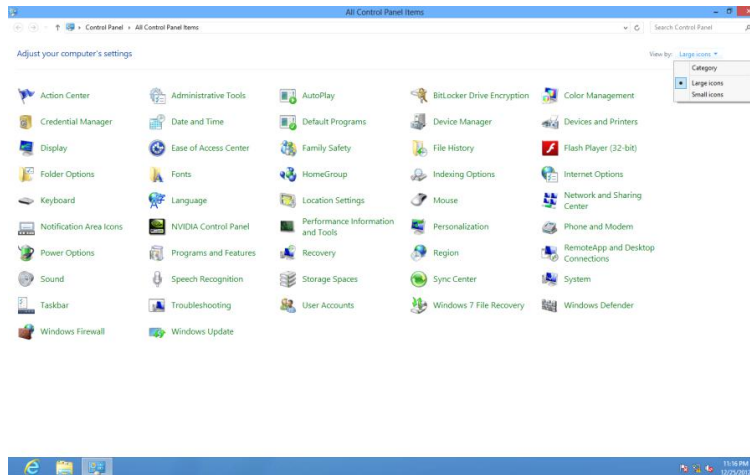 All Control Panel Items
Control Panel ▸ All Control Panel Items
Search Control Panel
Adjust your computer's settings
View by: Large icons
Category
Large icons
Small icons
Action Center
Administrative Tools
AutoPlay
BitLocker Drive Encryption
Color Management
Credential Manager
Date and Time
Default Programs
Device Manager
Devices and Printers
Display
Ease of Access Center
Family Safety
File History
Flash Player (32-bit)
Folder Options
Fonts
HomeGroup
Indexing Options
Internet Options
Keyboard
Language
Location Settings
Mouse
Network and Sharing
Center
Notification Area Icons
NVIDIA Control Panel
Performance Information
and Tools
Personalization
Phone and Modem
Power Options
Programs and Features
Recovery
Region
RemoteApp and Desktop
Connections
Sound
Speech Recognition
Storage Spaces
Sync Center
System
Taskbar
Troubleshooting
User Accounts
Windows 7 File Recovery
Windows Defender
Windows Firewall
Windows Update
11:16 PM